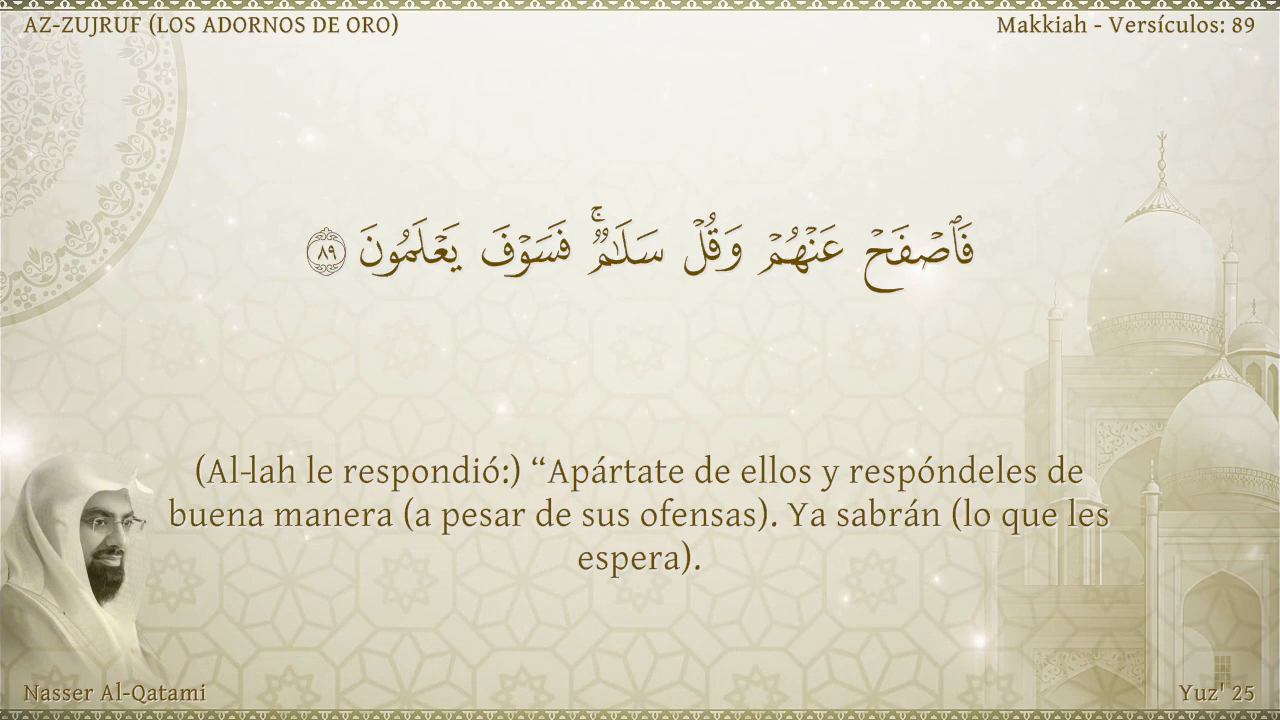 AZ-ZUJRUF (LOS ADORNOS DE ORO)
Makkiah - Versículos: 89
فَٱصۡفَحۡ عَنۡهُمۡ وَقُلۡ سَلَٰمٞۚ فَسَوۡفَ يَعۡلَمُونَ ٨٩
(Al-lah le respondió:) “Apártate de ellos y respóndeles de
buena manera (a pesar de sus ofensas). Ya sabrán (lo que les
espera).
Nasser Al-Qatami
Yuz' 25